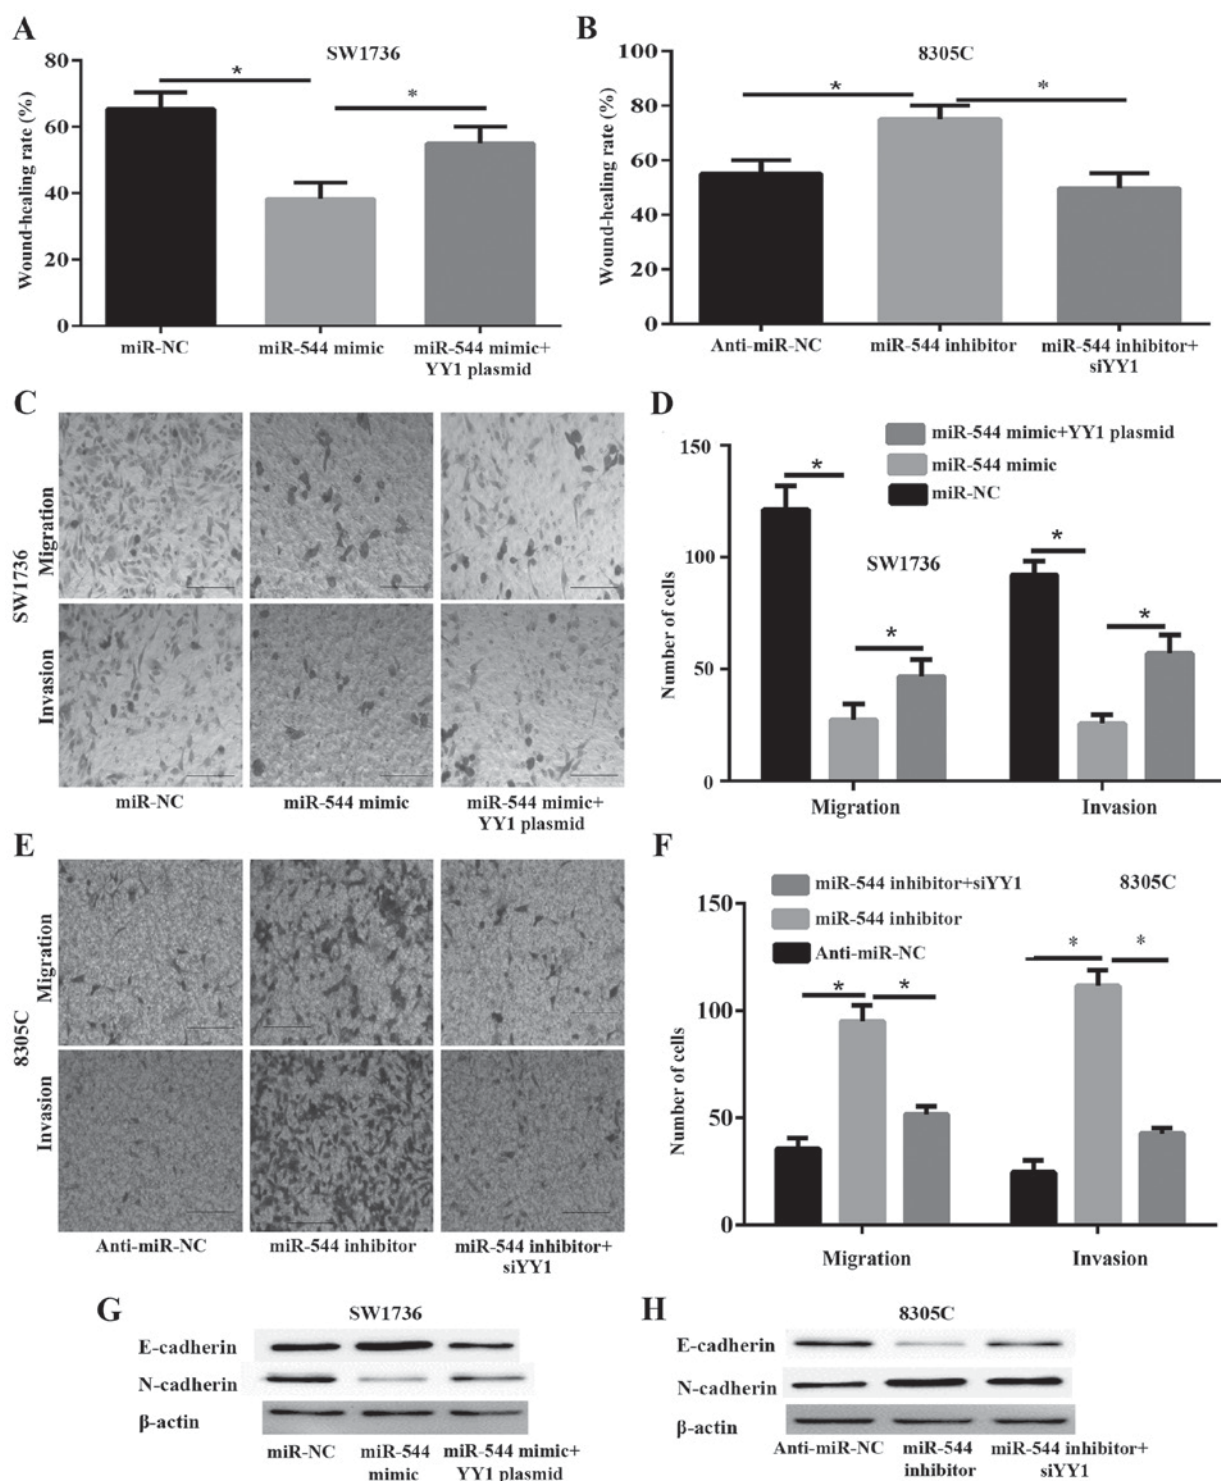 A
SW1736
Wound-healing rate (%)
80
60
40
20
0
*
*
miR-NC
miR-544 mimic
miR-544 mimic+
YY1 plasmid
B
8305C
Wound-healing rate (%)
100
80
60
40
20
0
*
*
Anti-miR-NC
miR-544 inhibitor
miR-544 inhibitor+
siYY1
C
SW1736
Migration
Invasion
miR-NC
miR-544 mimic
miR-544 mimic+
YY1 plasmid
D
miR-544 mimic+YY1 plasmid
miR-544 mimic
miR-NC
SW1736
Number of cells
150
100
50
0
*
*
*
*
Migration
Invasion
E
8305C
Migration
Invasion
Anti-miR-NC
miR-544 inhibitor
miR-544 inhibitor+
siYY1
F
8305C
miR-544 inhibitor+siYY1
miR-544 inhibitor
Anti-miR-NC
Number of cells
150
100
50
0
*
*
*
*
Migration
Invasion
G
SW1736
E-cadherin
N-cadherin
β-actin
miR-NC
miR-544
mimic
miR-544 mimic+
YY1 plasmid
H
8305C
E-cadherin
N-cadherin
β-actin
Anti-miR-NC
miR-544
inhibitor
miR-544 inhibitor+
siYY1